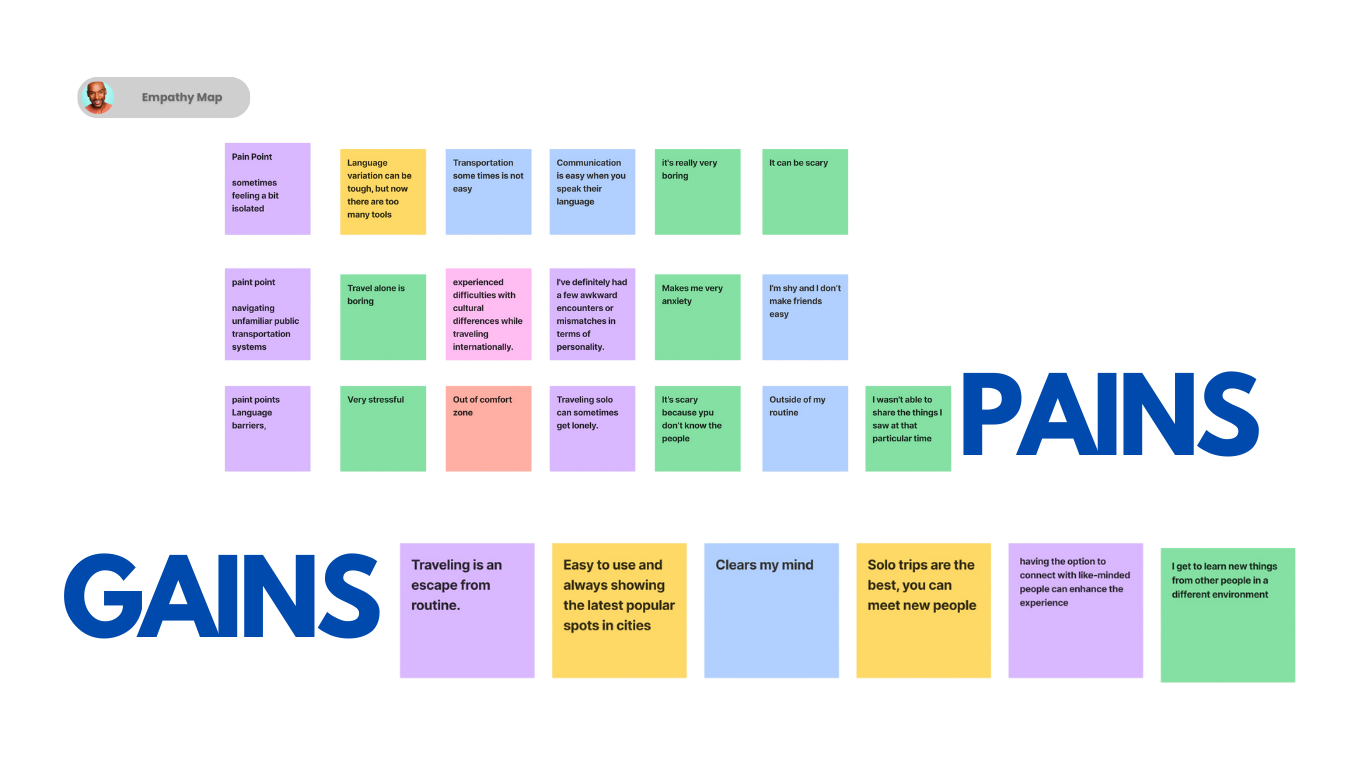 Empathy Map
Pain Point
sometimes
feeling a bit
isolated
Language
variation can be
tough, but now
there are too
many tools
Transportation
some times is not
easy
Communication
is easy when you
speak their
language
it's really very
boring
It can be scary
paint point
navigating
unfamiliar public
transportation
systems
Travel alone is
boring
experienced
difficulties with
cultural
differences while
traveling
internationally.
I've definitely had
a few awkward
encounters or
mismatches in
terms of
personality.
Makes me very
anxiety
I'm shy and I don't
make friends
easy
paint points
Language
barriers,
Very stressful
Out of comfort
zone
Traveling solo
can sometimes
get lonely.
It's scary
because ypu
don't know the
people
Outside of my
routine
I wasn't able to
share the things I
saw at that
particular time
PAINS
GAINS
Traveling is an
escape from
routine.
Easy to use and
always showing
the latest popular
spots in cities
Clears my mind
Solo trips are the
best, you can
meet new people
having the option to
connect with like-minded
people can enhance the
experience
I get to learn new things
from other people in a
different environment